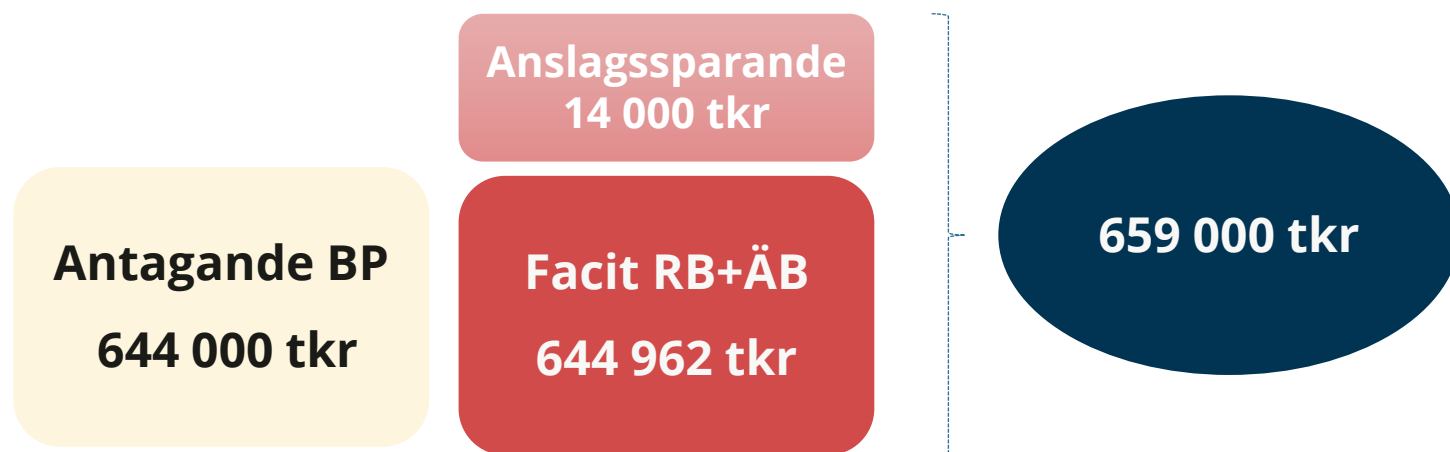 Anslagssparande
14 000 tkr
Antagande BP
644 000 tkr
Facit RB+ÄB
644 962 tkr
659 000 tkr